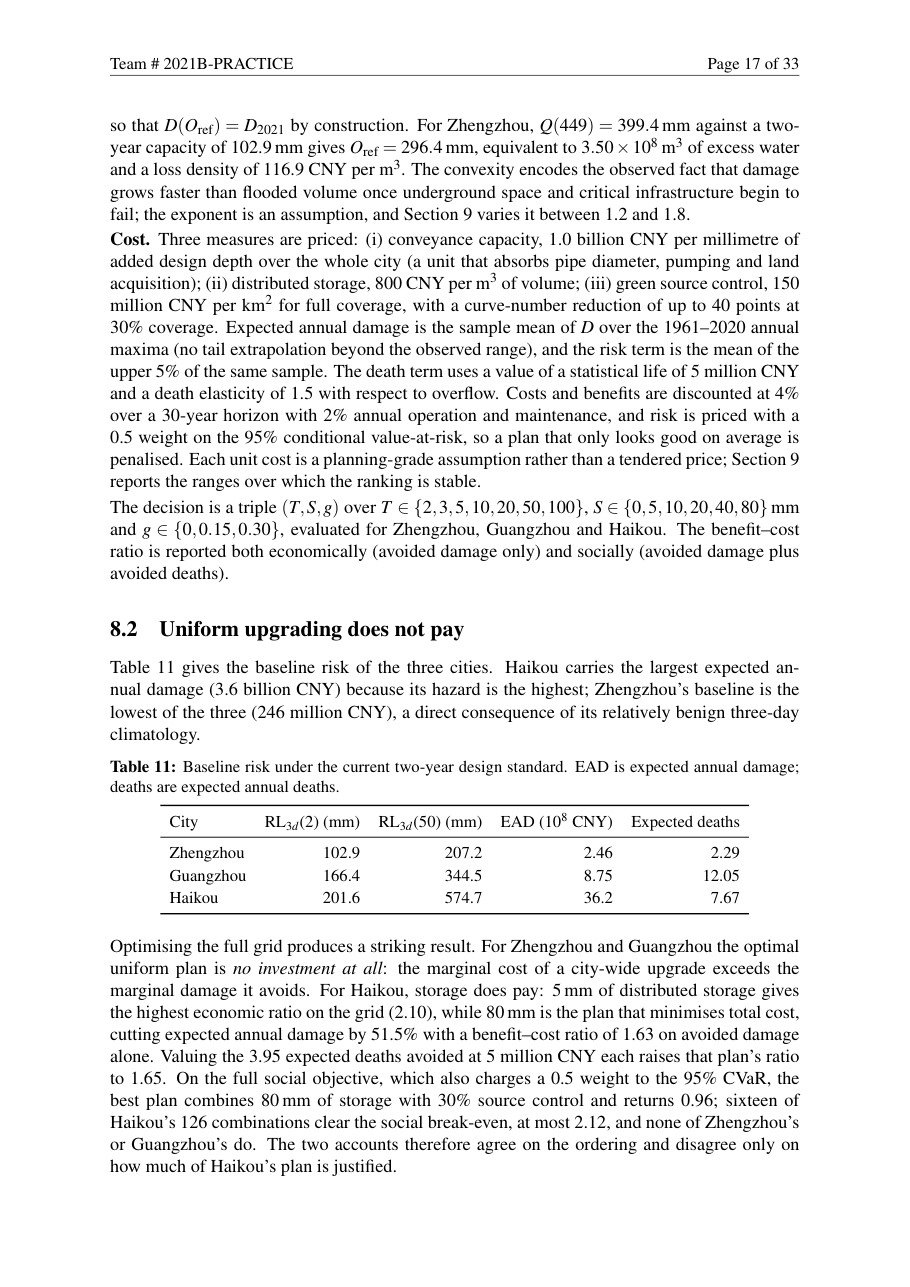 Team # 2021B-PRACTICE Page 17 of 33
so that D(O_ref) = D_2021 by construction. For Zhengzhou, Q(449) = 399.4 mm against a two-
year capacity of 102.9 mm gives O_ref = 296.4 mm, equivalent to 3.50 × 10^8 m^3 of excess water
and a loss density of 116.9 CNY per m^3. The convexity encodes the observed fact that damage
grows faster than flooded volume once underground space and critical infrastructure begin to
fail; the exponent is an assumption, and Section 9 varies it between 1.2 and 1.8.
Cost. Three measures are priced: (i) conveyance capacity, 1.0 billion CNY per millimetre of
added design depth over the whole city (a unit that absorbs pipe diameter, pumping and land
acquisition); (ii) distributed storage, 800 CNY per m^3 of volume; (iii) green source control, 150
million CNY per km^2 for full coverage, with a curve-number reduction of up to 40 points at
30% coverage. Expected annual damage is the sample mean of D over the 1961–2020 annual
maxima (no tail extrapolation beyond the observed range), and the risk term is the mean of the
upper 5% of the same sample. The death term uses a value of a statistical life of 5 million CNY
and a death elasticity of 1.5 with respect to overflow. Costs and benefits are discounted at 4%
over a 30-year horizon with 2% annual operation and maintenance, and risk is priced with a
0.5 weight on the 95% conditional value-at-risk, so a plan that only looks good on average is
penalised. Each unit cost is a planning-grade assumption rather than a tendered price; Section 9
reports the ranges over which the ranking is stable.
The decision is a triple (T, S, g) over T ∈ {2, 3, 5, 10, 20, 50, 100}, S ∈ {0, 5, 10, 20, 40, 80} mm
and g ∈ {0, 0.15, 0.30}, evaluated for Zhengzhou, Guangzhou and Haikou. The benefit–cost
ratio is reported both economically (avoided damage only) and socially (avoided damage plus
avoided deaths).
8.2 Uniform upgrading does not pay
Table 11 gives the baseline risk of the three cities. Haikou carries the largest expected an-
nual damage (3.6 billion CNY) because its hazard is the highest; Zhengzhou's baseline is the
lowest of the three (246 million CNY), a direct consequence of its relatively benign three-day
climatology.
Table 11: Baseline risk under the current two-year design standard. EAD is expected annual damage;
deaths are expected annual deaths.
City RL_3d(2) (mm) RL_3d(50) (mm) EAD (10^8 CNY) Expected deaths
Zhengzhou 102.9 207.2 2.46 2.29
Guangzhou 166.4 344.5 8.75 12.05
Haikou 201.6 574.7 36.2 7.67
Optimising the full grid produces a striking result. For Zhengzhou and Guangzhou the optimal
uniform plan is no investment at all: the marginal cost of a city-wide upgrade exceeds the
marginal damage it avoids. For Haikou, storage does pay: 5 mm of distributed storage gives
the highest economic ratio on the grid (2.10), while 80 mm is the plan that minimises total cost,
cutting expected annual damage by 51.5% with a benefit–cost ratio of 1.63 on avoided damage
alone. Valuing the 3.95 expected deaths avoided at 5 million CNY each raises that plan's ratio
to 1.65. On the full social objective, which also charges a 0.5 weight to the 95% CVaR, the
best plan combines 80 mm of storage with 30% source control and returns 0.96; sixteen of
Haikou's 126 combinations clear the social break-even, at most 2.12, and none of Zhengzhou's
or Guangzhou's do. The two accounts therefore agree on the ordering and disagree only on
how much of Haikou's plan is justified.